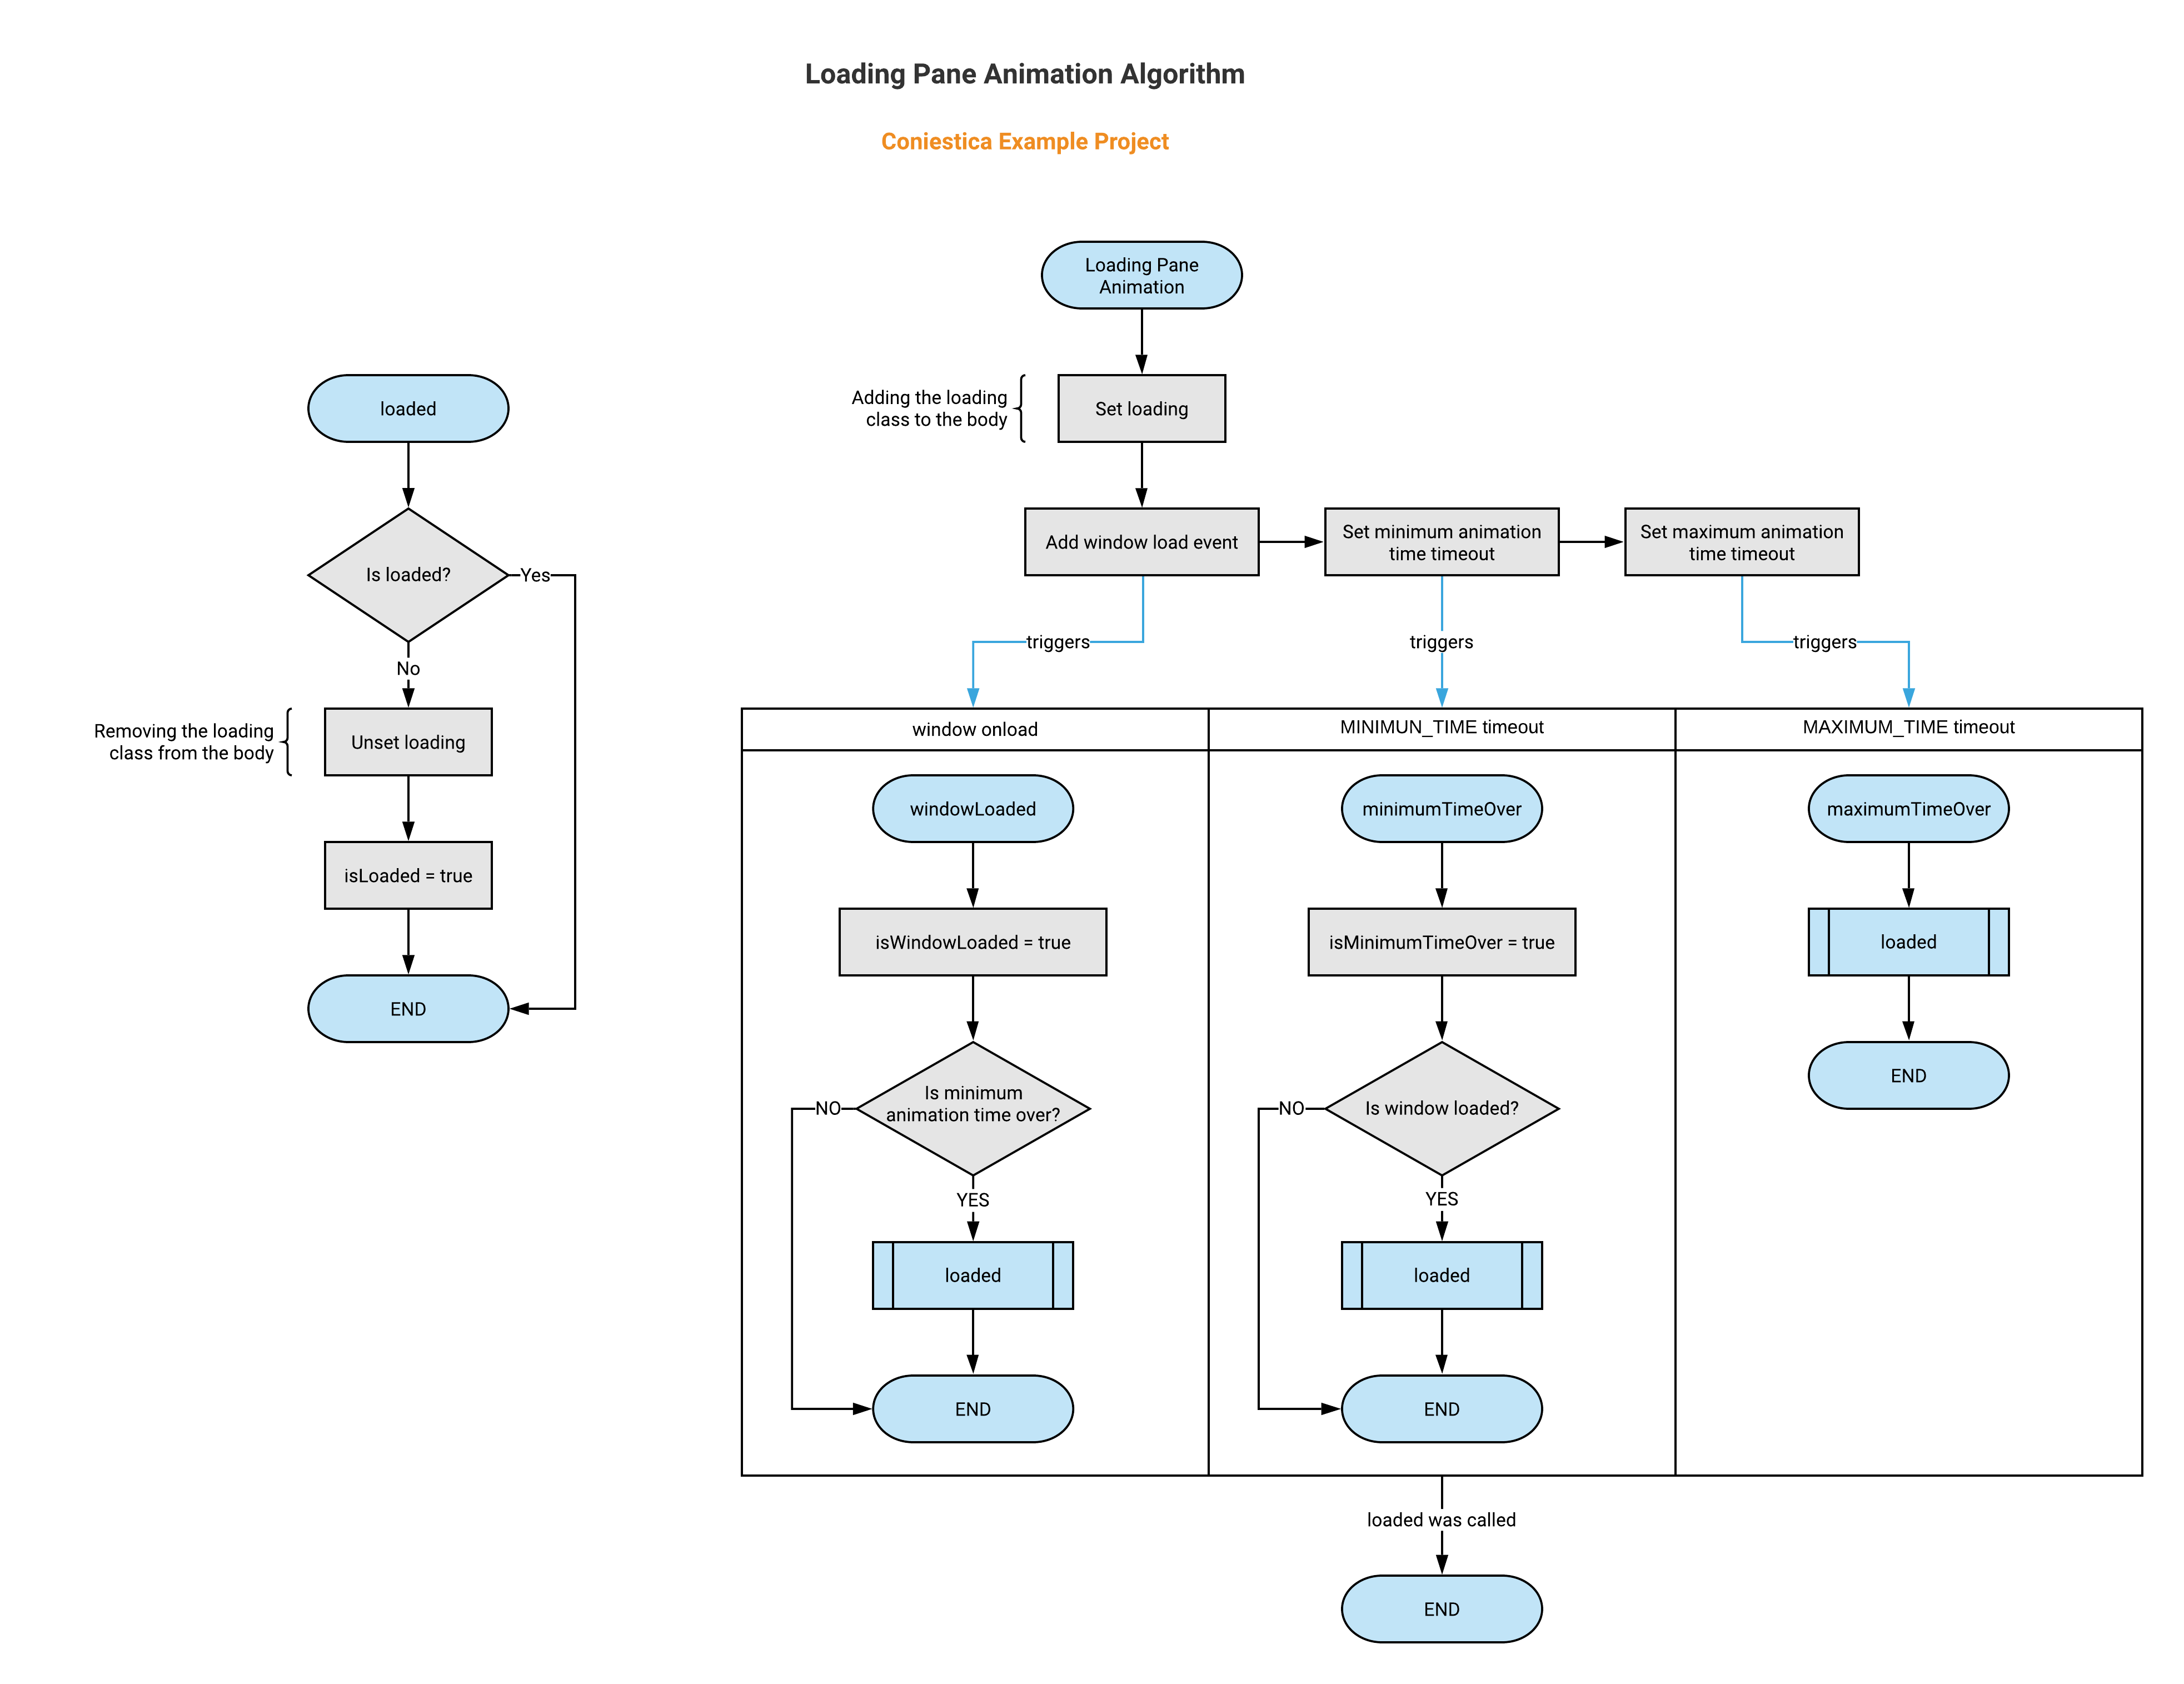 Loading Pane Animation Algorithm
Coniestica Example Project
Loading Pane
Animation
Adding the loading
class to the body
Set loading
Add window load event
Set minimum animation
time timeout
Set maximum animation
time timeout
triggers
triggers
triggers
loaded
Is loaded?
Yes
No
Removing the loading
class from the body
Unset loading
isLoaded = true
END
window onload
windowLoaded
isWindowLoaded = true
Is minimum
animation time over?
NO
YES
loaded
END
MINIMUN_TIME timeout
minimumTimeOver
isMinimumTimeOver = true
Is window loaded?
NO
YES
loaded
END
MAXIMUM_TIME timeout
maximumTimeOver
loaded
END
loaded was called
END